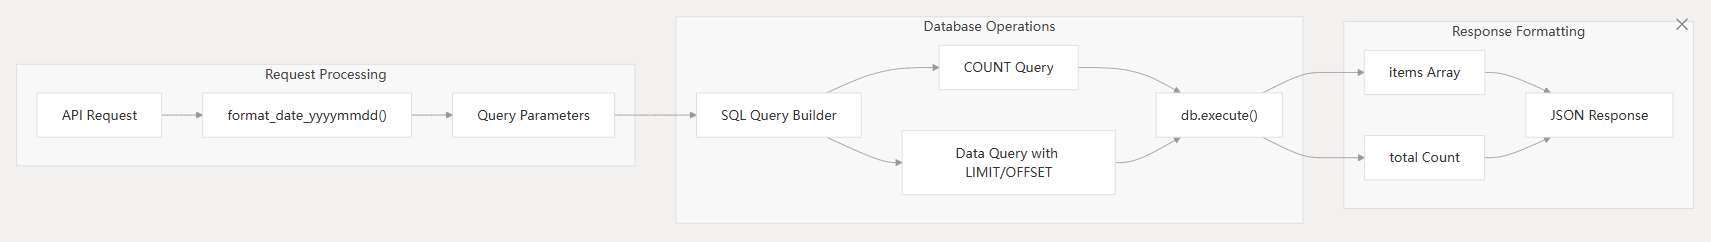 Request Processing
API Request
format_date_yyyymmdd()
Query Parameters
Database Operations
SQL Query Builder
COUNT Query
Data Query with
LIMIT/OFFSET
db.execute()
Response Formatting
items Array
total Count
JSON Response